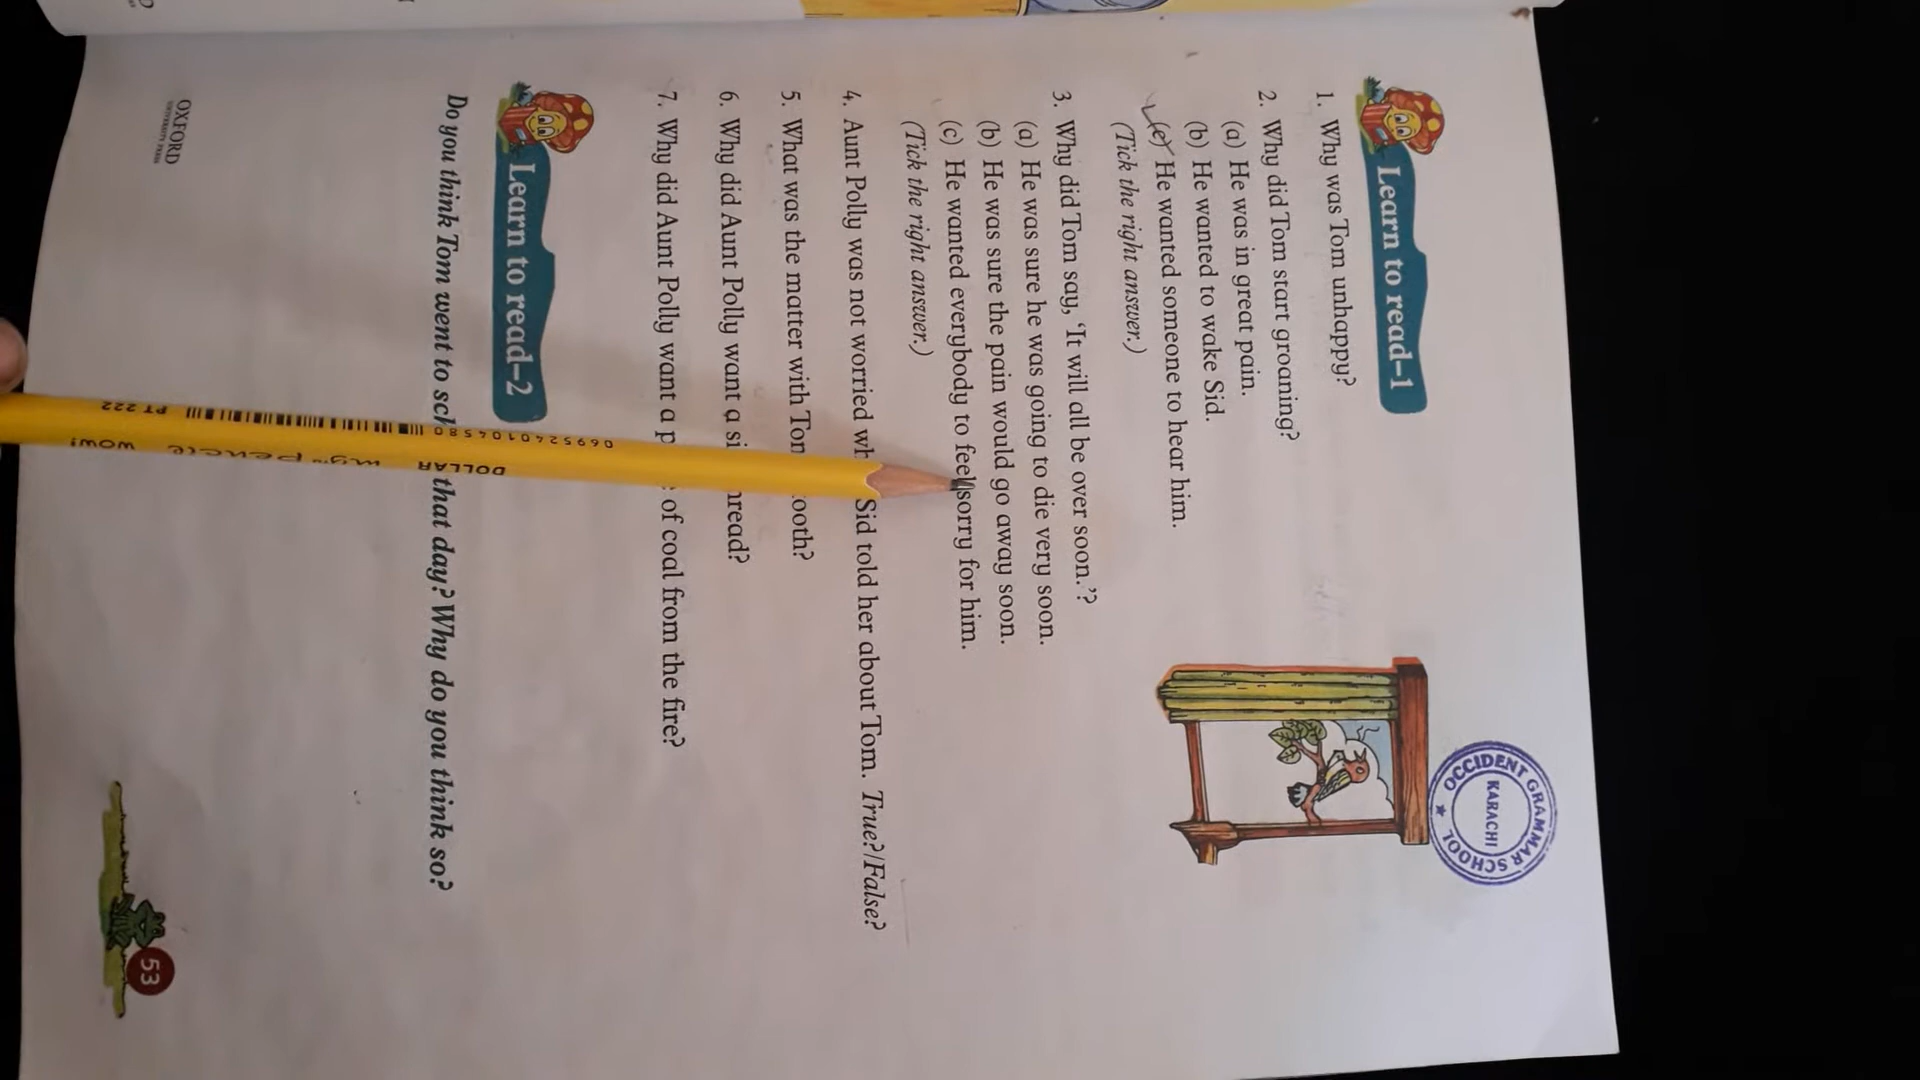 Learn to read–1
1. Why was Tom unhappy?
2. Why did Tom start groaning?
(a) He was in great pain.
(b) He wanted to wake Sid.
(c) He wanted someone to hear him.
(Tick the right answer.)
3. Why did Tom say, ‘It will all be over soon.’?
(a) He was sure he was going to die very soon.
(b) He was sure the pain would go away soon.
(c) He wanted everybody to feel sorry for him.
(Tick the right answer.)
4. Aunt Polly was not worried wh Sid told her about Tom. True?/False?
5. What was the matter with Tom ooth?
6. Why did Aunt Polly want a si hread?
7. Why did Aunt Polly want a p of coal from the fire?
Learn to read–2
Do you think Tom went to sch that day? Why do you think so?
OXFORD
UNIVERSITY PRESS
53
OCCIDENT GRAMMAR SCHOOL
KARACHI
DOLLAR my pencil WOW!
0695240104580
PT 222